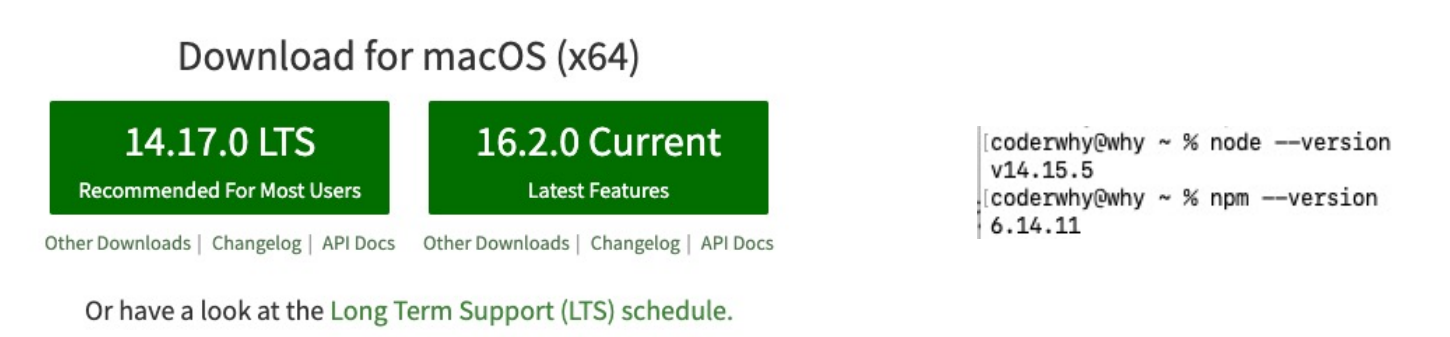 Download for macOS (x64)
14.17.0 LTS
Recommended For Most Users
16.2.0 Current
Latest Features
Other Downloads | Changelog | API Docs
Other Downloads | Changelog | API Docs
Or have a look at the Long Term Support (LTS) schedule.
[coderwhy@why ~ % node --version
v14.15.5
[coderwhy@why ~ % npm --version
6.14.11